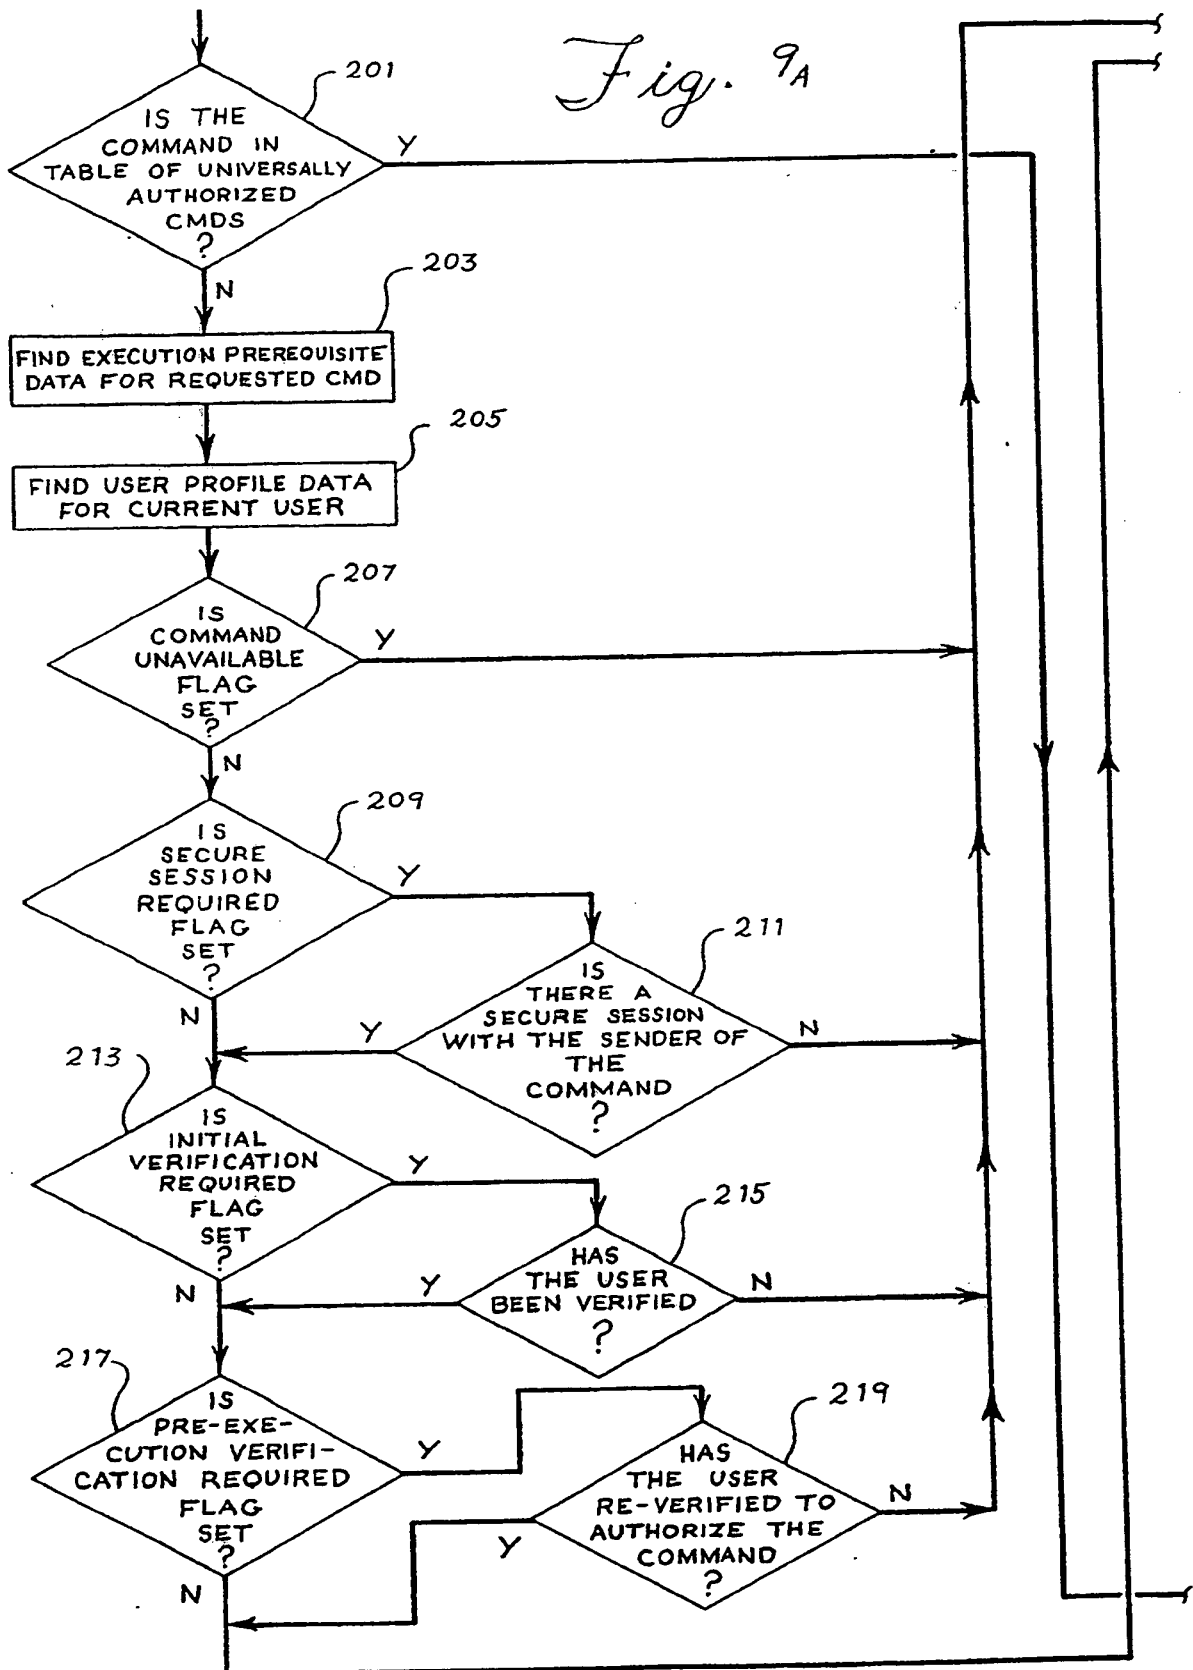 Fig. 9A
201
IS THE
COMMAND IN
TABLE OF UNIVERSALLY
AUTHORIZED
CMDS
?
Y
N
203
FIND EXECUTION PREREQUISITE
DATA FOR REQUESTED CMD
205
FIND USER PROFILE DATA
FOR CURRENT USER
207
IS
COMMAND
UNAVAILABLE
FLAG
SET
?
Y
N
209
IS
SECURE
SESSION
REQUIRED
FLAG
SET
?
Y
N
211
IS
THERE A
SECURE SESSION
WITH THE SENDER OF
THE
COMMAND
?
Y
N
213
IS
INITIAL
VERIFICATION
REQUIRED
FLAG
SET
?
Y
N
215
HAS
THE USER
BEEN VERIFIED
?
Y
N
217
IS
PRE-EXE-
CUTION VERIFI-
CATION REQUIRED
FLAG
SET
?
Y
N
219
HAS
THE USER
RE-VERIFIED TO
AUTHORIZE THE
COMMAND
?
Y
N